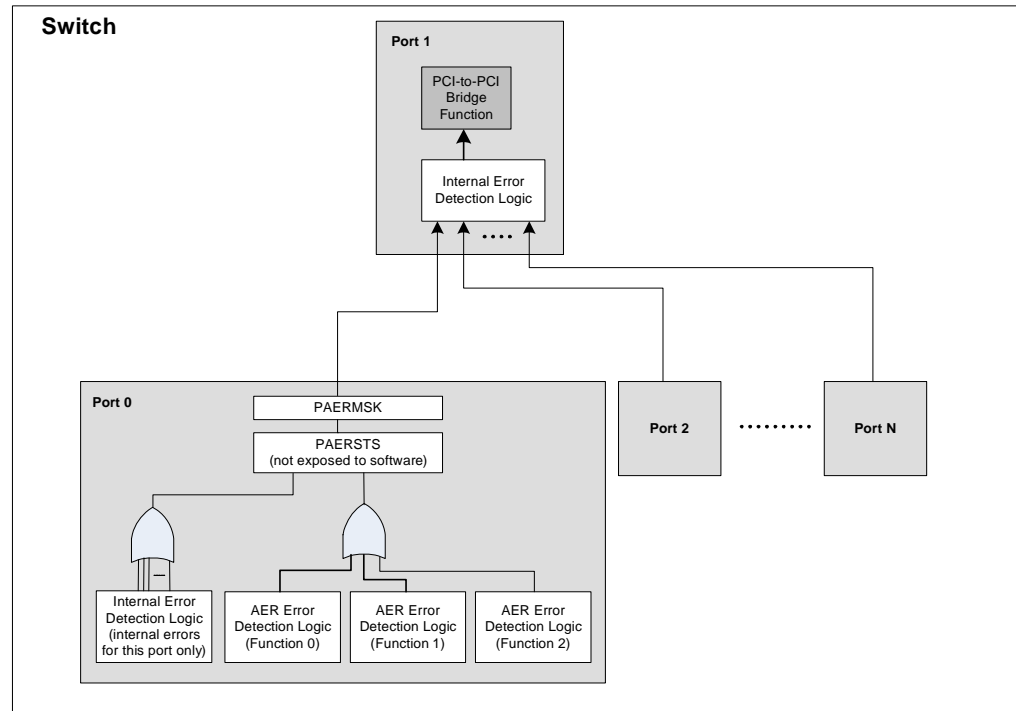 Switch
Port 1
PCI-to-PCI
Bridge
Function
Internal Error
Detection Logic
....
Port 0
PAERMSK
PAERSTS
(not exposed to software)
Port 2
.........
Port N
Internal Error
Detection Logic
(internal errors
for this port only)
AER Error
Detection Logic
(Function 0)
AER Error
Detection Logic
(Function 1)
AER Error
Detection Logic
(Function 2)